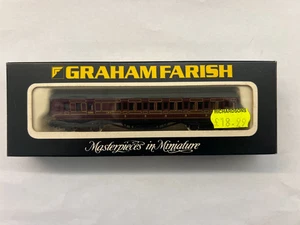 GRAHAM FARISH
£18.99
Masterpieces in Miniature